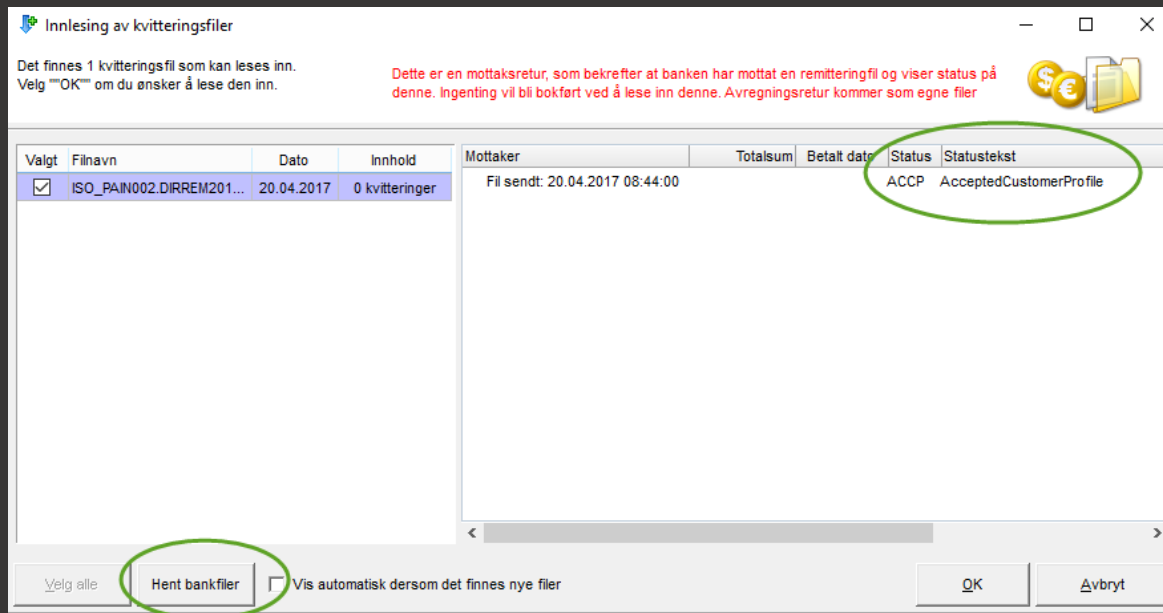 Innlesing av kvitteringsfiler
Det finnes 1 kvitteringsfil som kan leses inn.
Velg ""OK"" om du ønsker å lese den inn.
Dette er en mottaksretur, som bekrefter at banken har mottat en remitteringfil og viser status på
denne. Ingenting vil bli bokført ved å lese inn denne. Avregningsretur kommer som egne filer
Valgt Filnavn Dato Innhold
ISO_PAIN002.DIRREM201... 20.04.2017 0 kvitteringer
Mottaker Totalsum Betalt dato Status Statustekst
Fil sendt: 20.04.2017 08:44:00 ACCP AcceptedCustomerProfile
Velg alle Hent bankfiler Vis automatisk dersom det finnes nye filer OK Avbryt